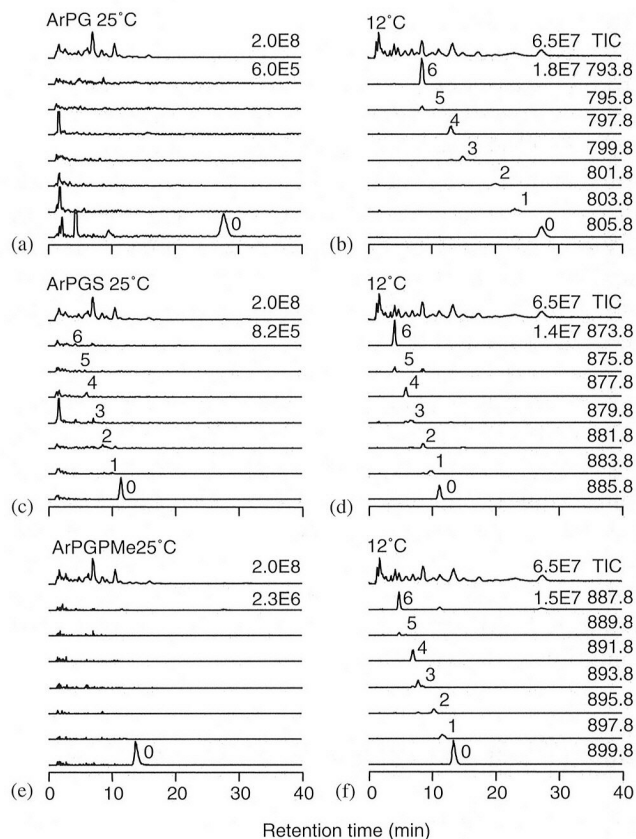 ArPG 25˚C
2.0E8
6.0E5
0
(a)
12˚C
6.5E7 TIC
6 1.8E7 793.8
5 795.8
4 797.8
3 799.8
2 801.8
1 803.8
0 805.8
(b)
ArPGS 25˚C
2.0E8
6 8.2E5
5
4
3
2
1
0
(c)
12˚C
6.5E7 TIC
6 1.4E7 873.8
5 875.8
4 877.8
3 879.8
2 881.8
1 883.8
0 885.8
(d)
ArPGPMe25˚C
2.0E8
2.3E6
0
(e)
0 10 20 30 40
12˚C
6.5E7 TIC
6 1.5E7 887.8
5 889.8
4 891.8
3 893.8
2 895.8
1 897.8
0 899.8
(f)
0 10 20 30 40
Retention time (min)